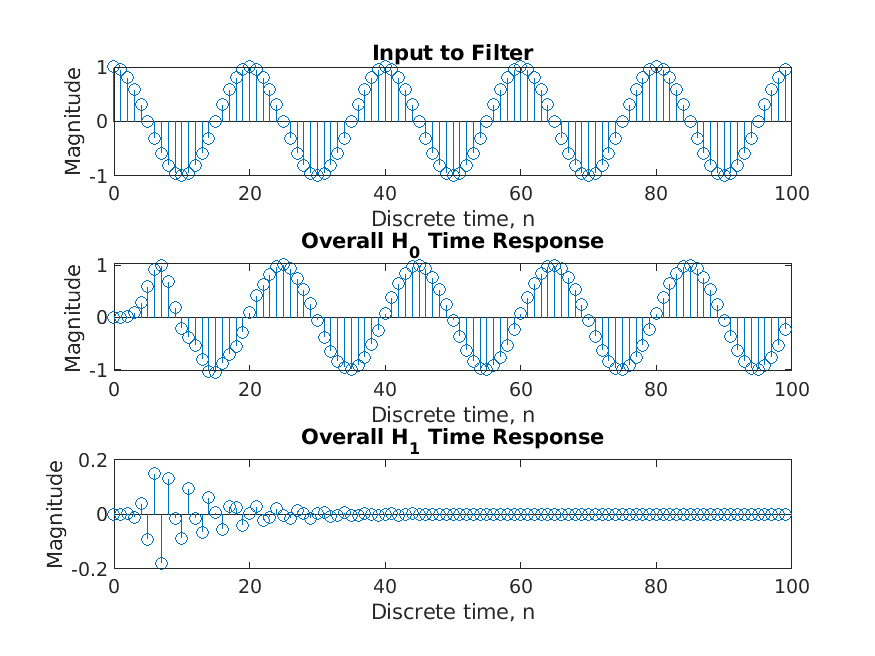 Input to Filter
Magnitude
1
0
-1
0 20 40 60 80 100
Discrete time, n
Overall H0 Time Response
Magnitude
1
0
-1
0 20 40 60 80 100
Discrete time, n
Overall H1 Time Response
Magnitude
0.2
0
-0.2
0 20 40 60 80 100
Discrete time, n